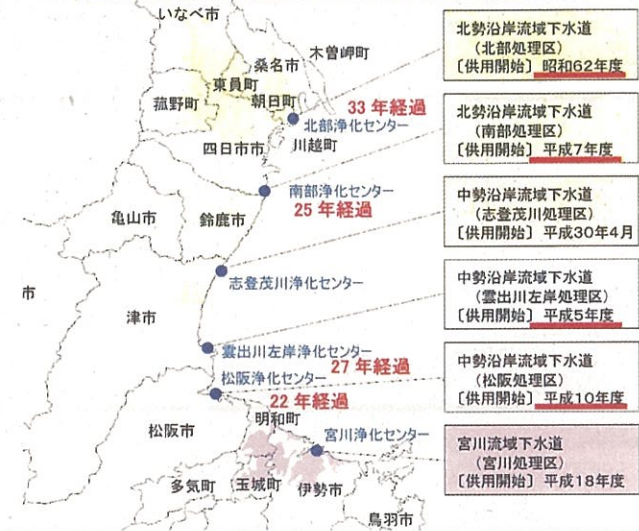 いなべ市
木曽岬町
桑名市
東員町
朝日町
菰野町
33 年経過
北部浄化センター
川越町
四日市市
南部浄化センター
25 年経過
亀山市
鈴鹿市
志登茂川浄化センター
市
津市
雲出川左岸浄化センター
27 年経過
松阪浄化センター
22 年経過
明和町
宮川浄化センター
松阪市
多気町
玉城町
伊勢市
鳥羽市
北勢沿岸流域下水道
(北部処理区)
〔供用開始〕 昭和62年度
北勢沿岸流域下水道
(南部処理区)
〔供用開始〕 平成7年度
中勢沿岸流域下水道
(志登茂川処理区)
〔供用開始〕 平成30年4月
中勢沿岸流域下水道
(雲出川左岸処理区)
〔供用開始〕 平成5年度
中勢沿岸流域下水道
(松阪処理区)
〔供用開始〕 平成10年度
宮川流域下水道
(宮川処理区)
〔供用開始〕 平成18年度